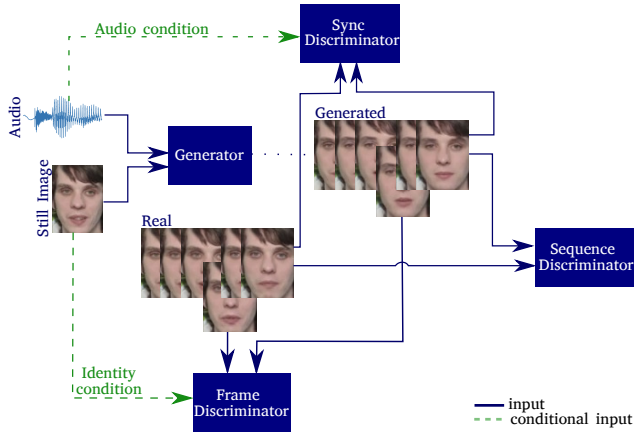 Audio condition
Sync
Discriminator
Audio
Generated
Generator
Still Image
Real
Sequence
Discriminator
Identity
condition
Frame
Discriminator
input
conditional input